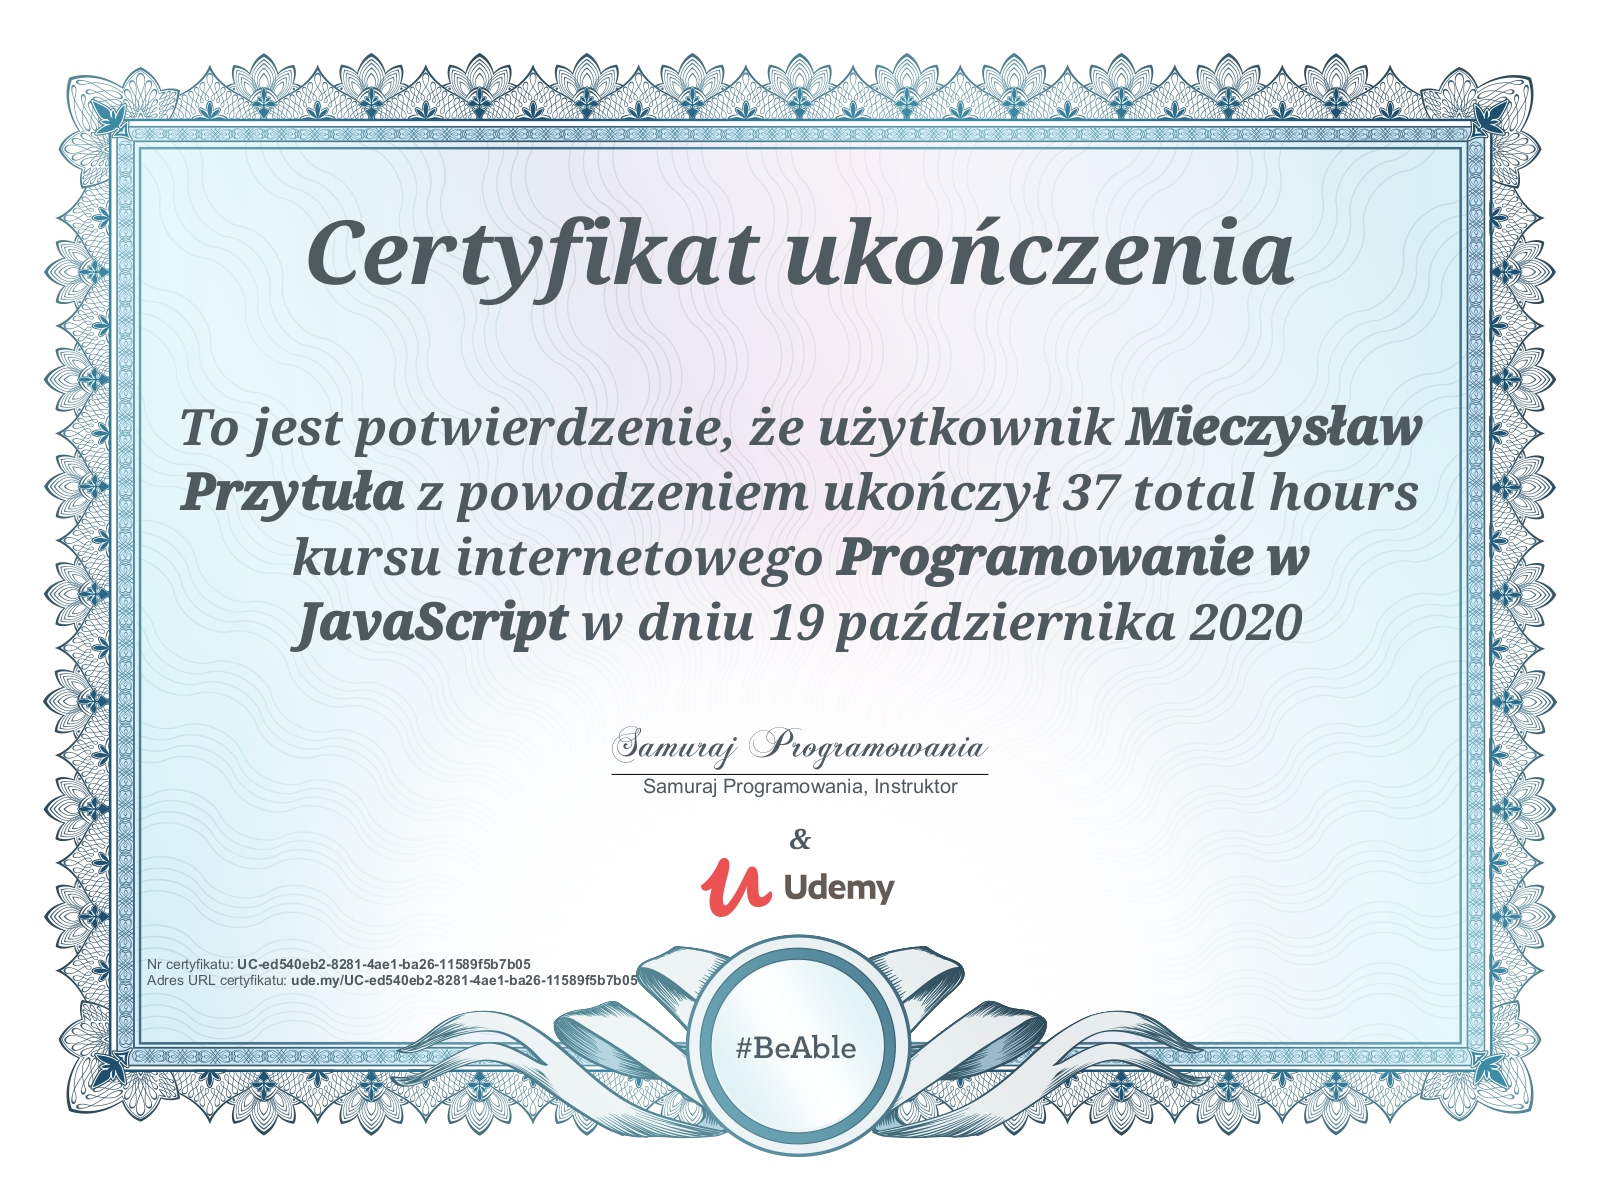 Certyfikat ukończenia
To jest potwierdzenie, że użytkownik Mieczysław
Przytuła z powodzeniem ukończył 37 total hours
kursu internetowego Programowanie w
JavaScript w dniu 19 października 2020
Samuraj Programowania
Samuraj Programowania, Instruktor
&
Udemy
Nr certyfikatu: UC-ed540eb2-8281-4ae1-ba26-11589f5b7b05
Adres URL certyfikatu: ude.my/UC-ed540eb2-8281-4ae1-ba26-11589f5b7b05
#BeAble